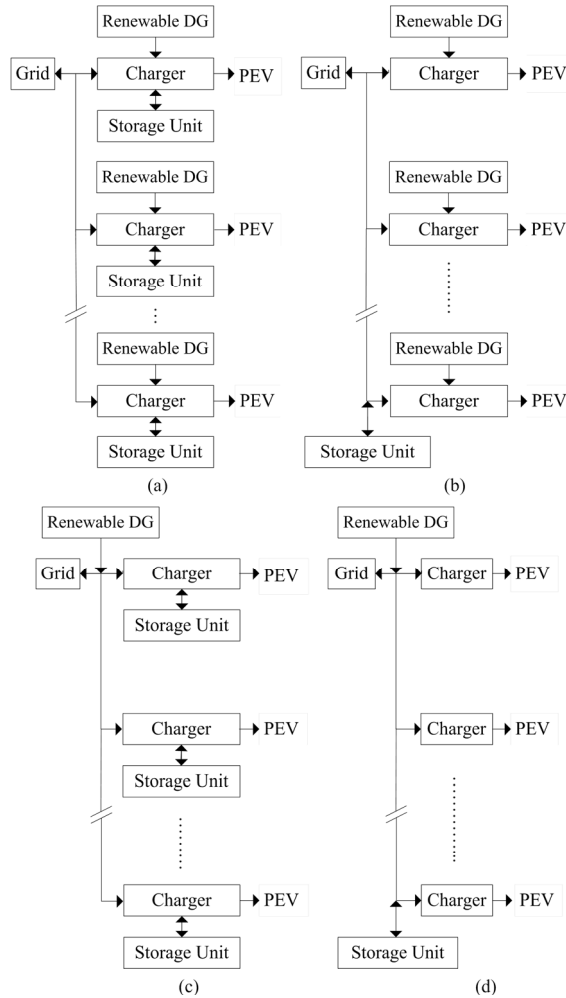 Renewable DG
Grid
Charger
PEV
Storage Unit
Renewable DG
Charger
PEV
Storage Unit
Renewable DG
Charger
PEV
Storage Unit
(a)
Renewable DG
Grid
Charger
PEV
Renewable DG
Charger
PEV
Renewable DG
Charger
PEV
Storage Unit
(b)
Renewable DG
Grid
Charger
PEV
Storage Unit
Charger
PEV
Storage Unit
Charger
PEV
Storage Unit
(c)
Renewable DG
Grid
Charger
PEV
Charger
PEV
Charger
PEV
Storage Unit
(d)